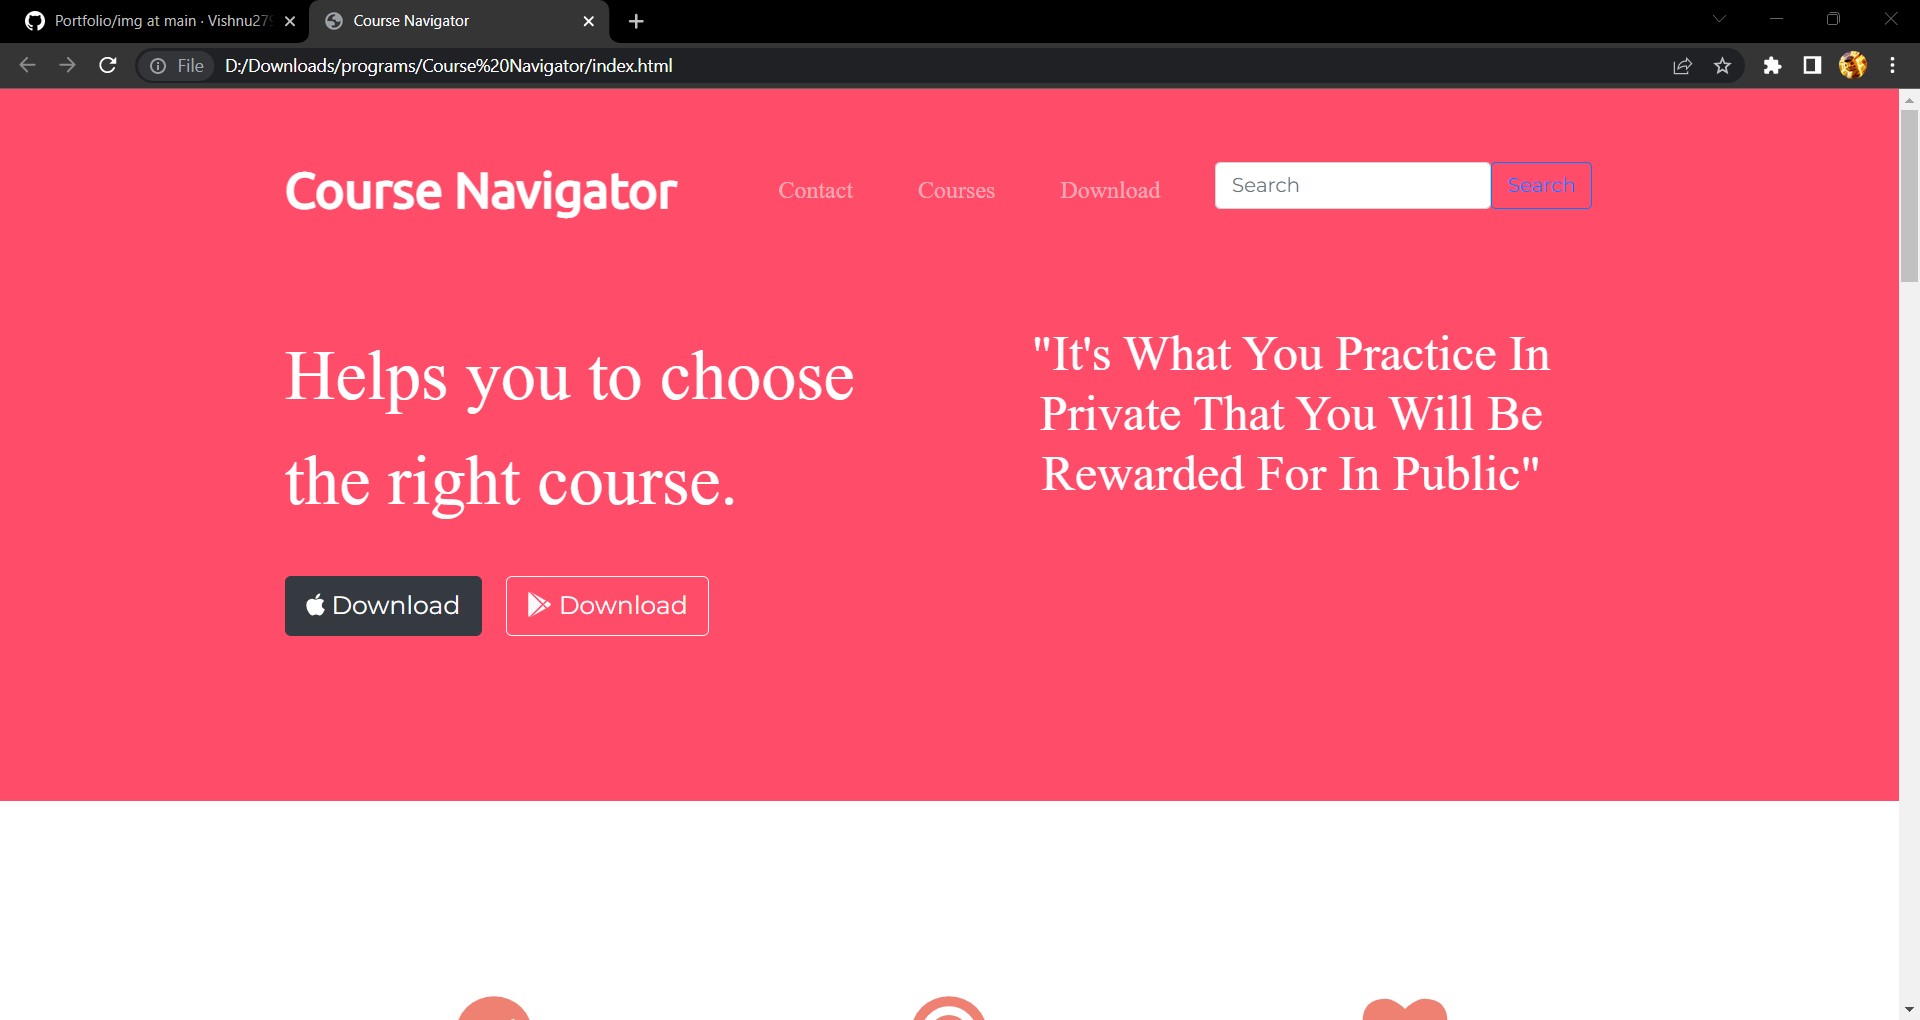 Portfolio/img at main · Vishnu279
Course Navigator
File
D:/Downloads/programs/Course%20Navigator/index.html
Course Navigator
Contact
Courses
Download
Search
Search
Helps you to choose
the right course.
"It's What You Practice In
Private That You Will Be
Rewarded For In Public"
Download
Download